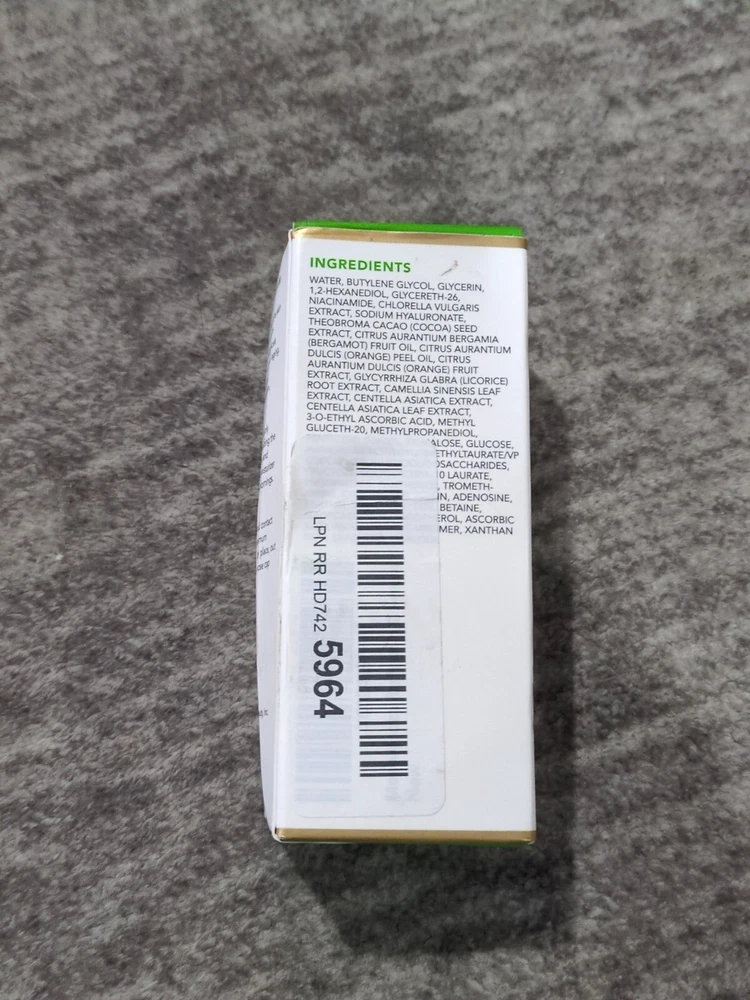 INGREDIENTS
WATER, BUTYLENE GLYCOL, GLYCERIN,
1,2-HEXANEDIOL, GLYCERETH-26,
NIACINAMIDE, CHLORELLA VULGARIS
EXTRACT, SODIUM HYALURONATE,
THEOBROMA CACAO (COCOA) SEED
EXTRACT, CITRUS AURANTIUM BERGAMIA
(BERGAMOT) FRUIT OIL, CITRUS AURANTIUM
DULCIS (ORANGE) PEEL OIL, CITRUS
AURANTIUM DULCIS (ORANGE) FRUIT
EXTRACT, GLYCYRRHIZA GLABRA (LICORICE)
ROOT EXTRACT, CAMELLIA SINENSIS LEAF
EXTRACT, CENTELLA ASIATICA EXTRACT,
CENTELLA ASIATICA LEAF EXTRACT,
3-O-ETHYL ASCORBIC ACID, METHYL
GLUCETH-20, METHYLPROPANEDIOL,
ALOSE, GLUCOSE,
ETHYLTAURATE/VP
OSACCHARIDES,
10 LAURATE,
, TROMETH-
IN, ADENOSINE,
BETAINE,
EROL, ASCORBIC
MER, XANTHAN
LPN RR HD742 5964